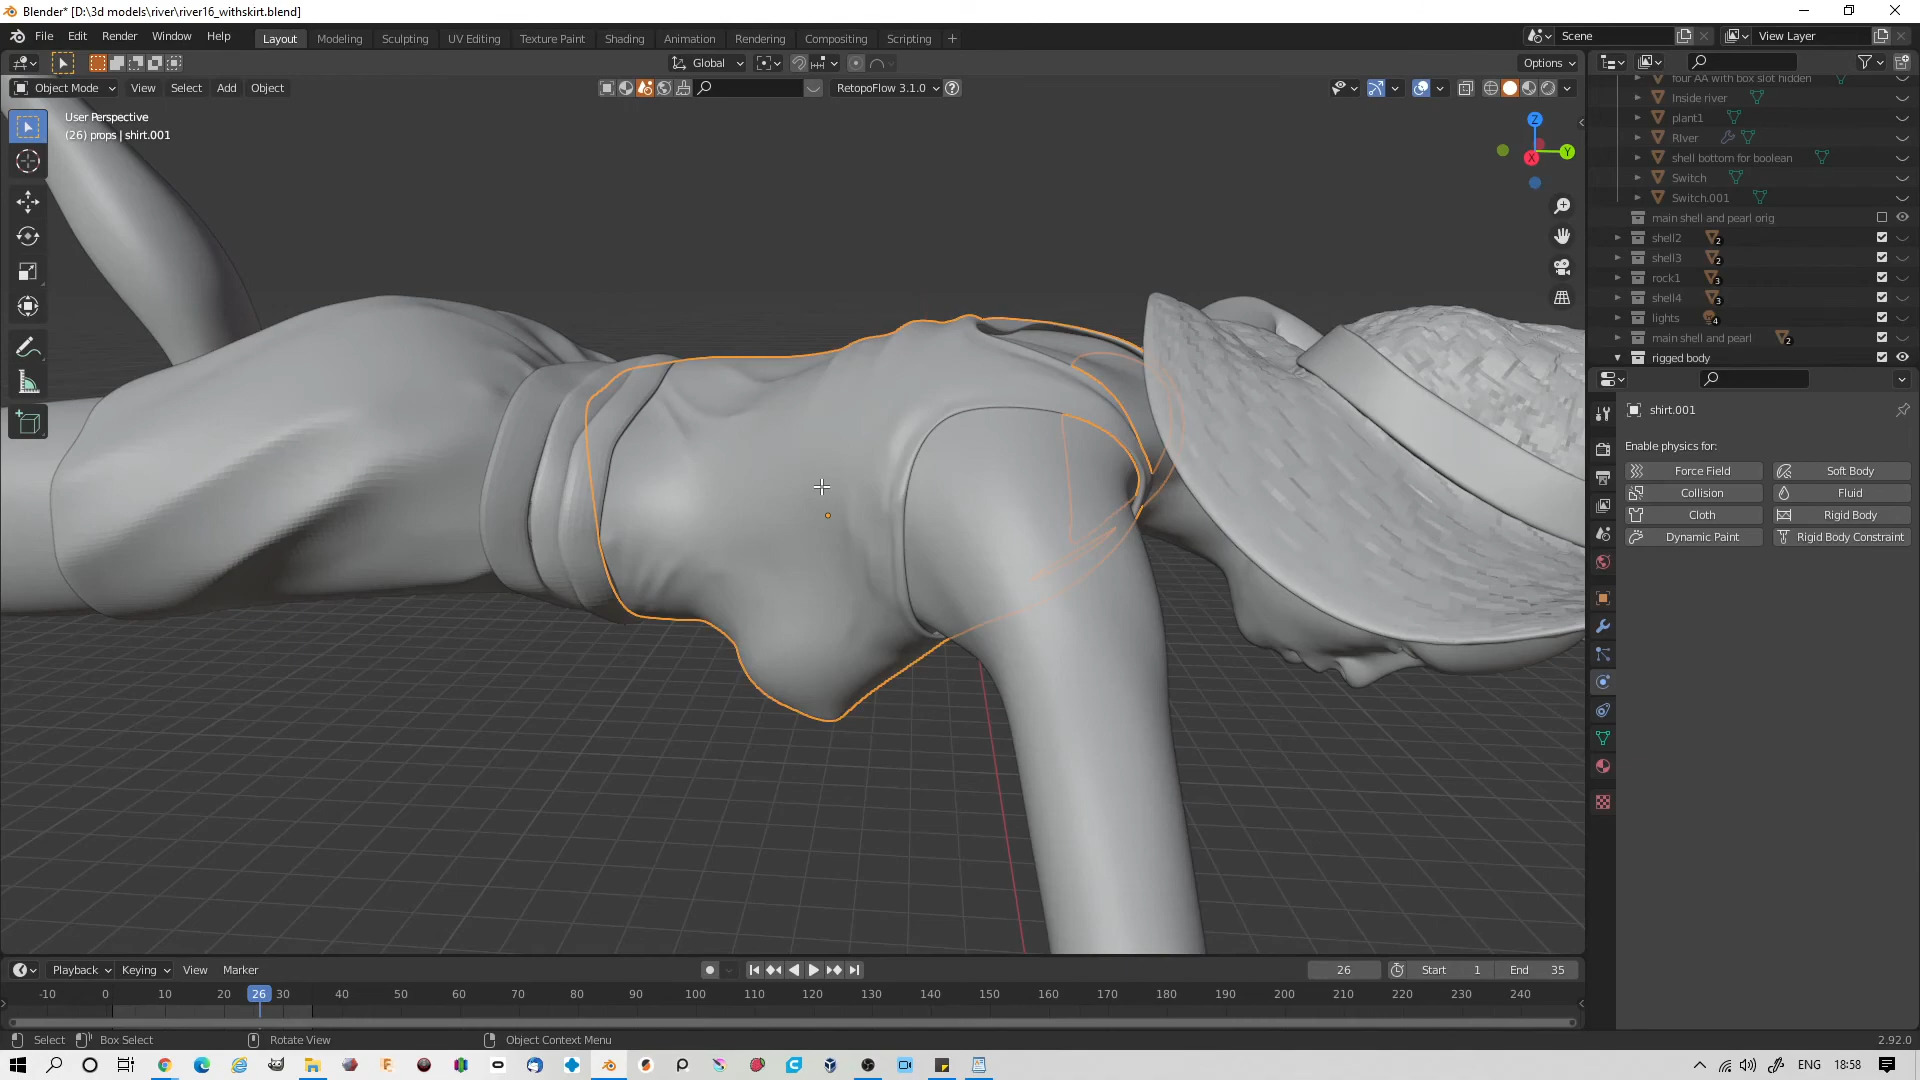 Blender* [D:\3d models\river\river16_withskirt.blend]
File Edit Render Window Help Layout Modeling Sculpting UV Editing Texture Paint Shading Animation Rendering Compositing Scripting + Scene View Layer
Global Options
Object Mode View Select Add Object RetopoFlow 3.1.0
User Perspective
(26) props | shirt.001
Z
Y
X
four AA with box slot hidden
Inside river
plant1
RIver
shell bottom for boolean
Switch
Switch.001
main shell and pearl orig
shell2 2
shell3 2
rock1 3
shell4 3
lights 4
main shell and pearl 2
rigged body
shirt.001
Enable physics for:
Force Field Soft Body
Collision Fluid
Cloth Rigid Body
Dynamic Paint Rigid Body Constraint
Playback Keying View Marker 26 Start 1 End 35
-10 0 10 20 26 30 40 50 60 70 80 90 100 110 120 130 140 150 160 170 180 190 200 210 220 230 240
Select Box Select Rotate View Object Context Menu 2.92.0
ENG 18:58